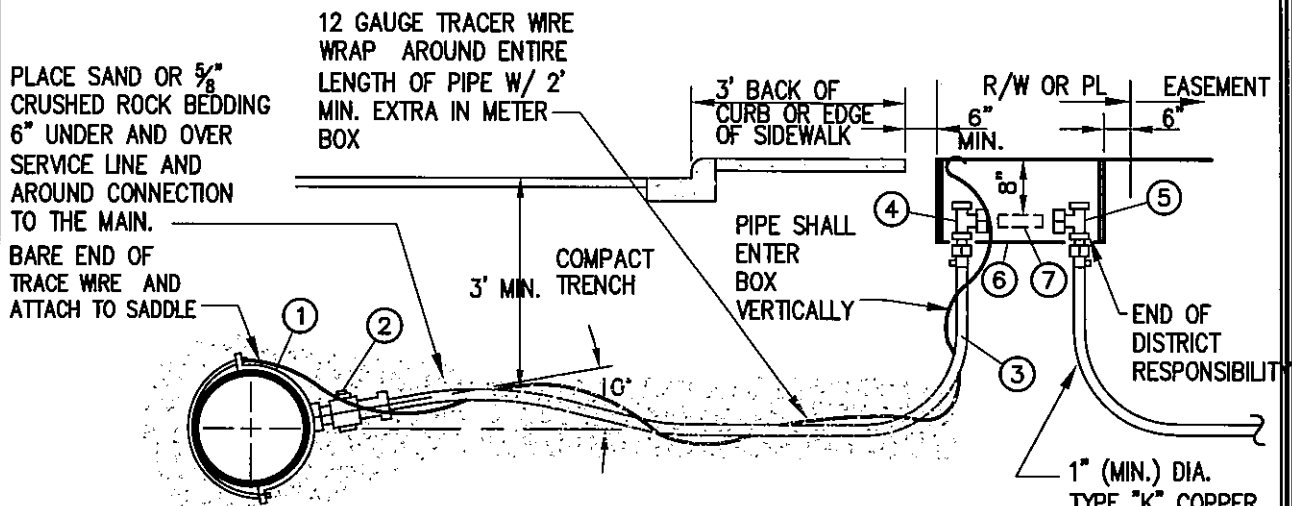 12 GAUGE TRACER WIRE
WRAP AROUND ENTIRE
LENGTH OF PIPE W/ 2'
MIN. EXTRA IN METER
BOX
PLACE SAND OR 5/8"
CRUSHED ROCK BEDDING
6" UNDER AND OVER
SERVICE LINE AND
AROUND CONNECTION
TO THE MAIN.
BARE END OF
TRACE WIRE AND
ATTACH TO SADDLE
3' BACK OF
CURB OR EDGE
OF SIDEWALK
6"
MIN.
R/W OR PL
EASEMENT
6"
8"
4
5
PIPE SHALL
ENTER
BOX
VERTICALLY
6
7
3' MIN.
COMPACT
TRENCH
1
2
3
10°
END OF
DISTRICT
RESPONSIBILITY
1" (MIN.) DIA.
TYPE "K" COPPER